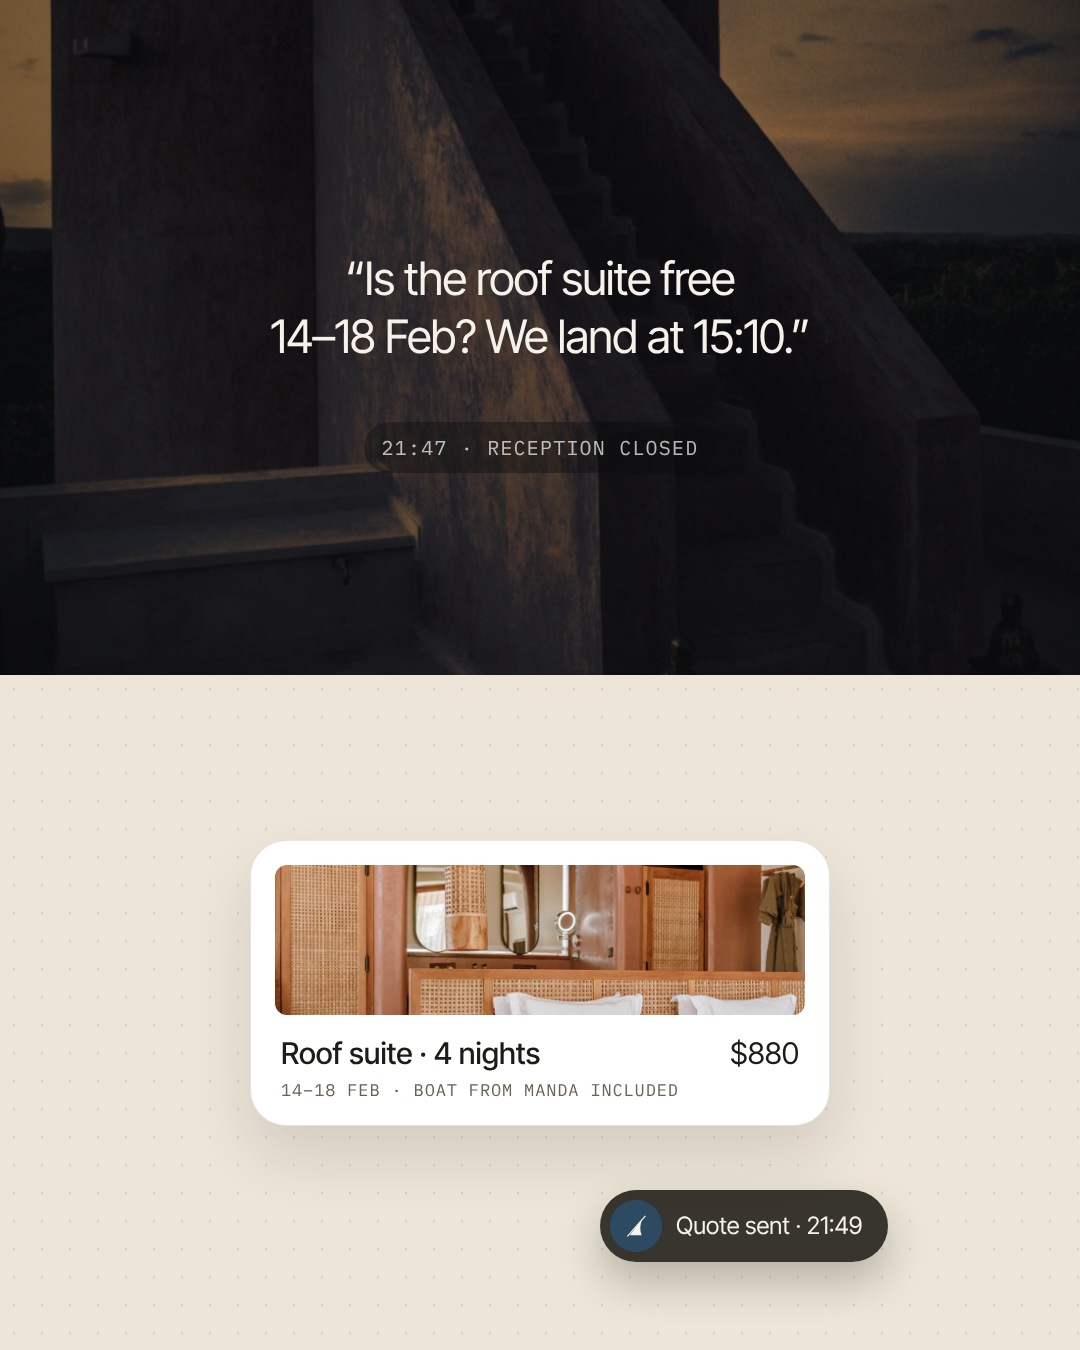 “Is the roof suite free
14–18 Feb? We land at 15:10.”
21:47 · RECEPTION CLOSED
Roof suite · 4 nights
$880
14–18 FEB · BOAT FROM MANDA INCLUDED
Quote sent · 21:49